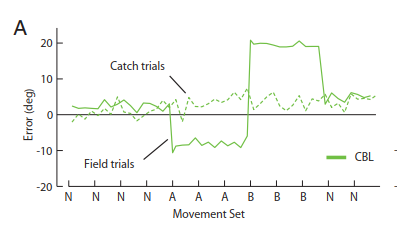 A
20
10
0
-10
-20
Error (deg)
Catch trials
Field trials
CBL
N N N N A A A B B B N N
Movement Set